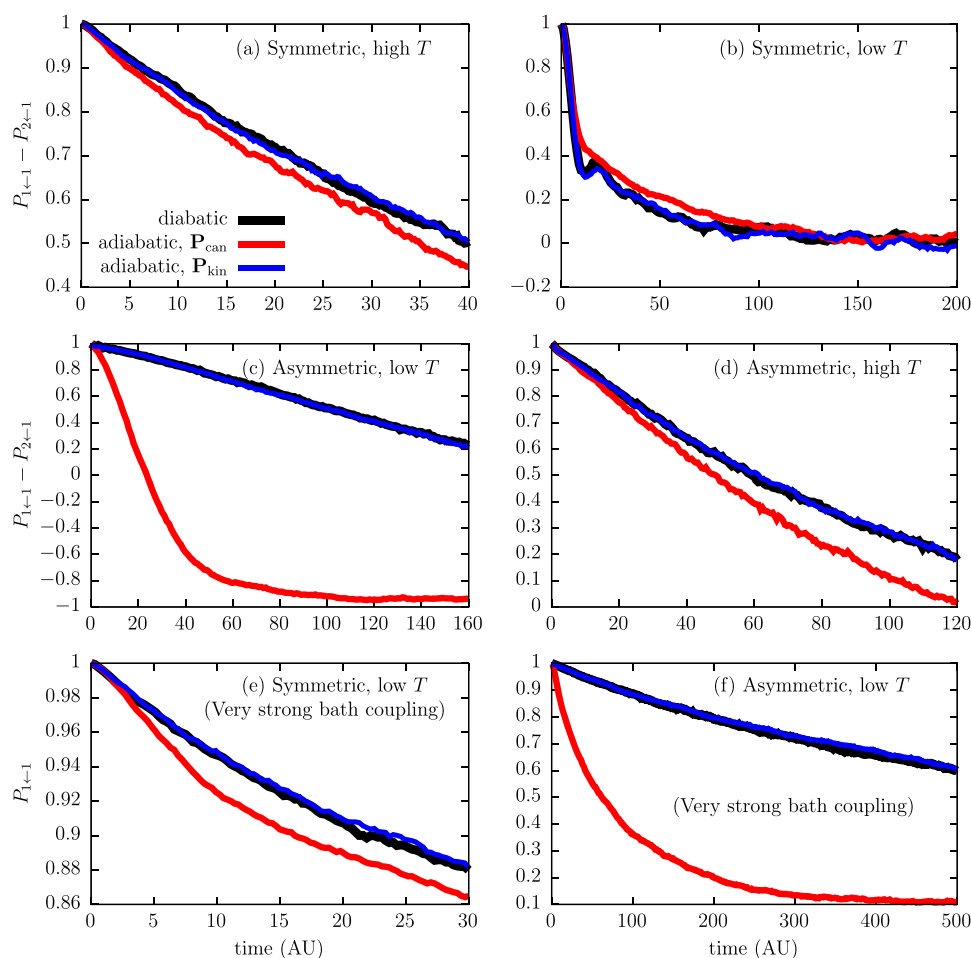 (a) Symmetric, high T
P1←1 − P2←1
1
0.9
0.8
0.7
0.6
0.5
0.4
diabatic
adiabatic, Pcan
adiabatic, Pkin
0 5 10 15 20 25 30 35 40
(b) Symmetric, low T
1
0.8
0.6
0.4
0.2
0
−0.2
0 50 100 150 200
(c) Asymmetric, low T
P1←1 − P2←1
1
0.8
0.6
0.4
0.2
0
−0.2
−0.4
−0.6
−0.8
−1
0 20 40 60 80 100 120 140 160
(d) Asymmetric, high T
1
0.9
0.8
0.7
0.6
0.5
0.4
0.3
0.2
0.1
0
0 20 40 60 80 100 120
(e) Symmetric, low T
(Very strong bath coupling)
P1←1
1
0.98
0.96
0.94
0.92
0.9
0.88
0.86
0 5 10 15 20 25 30
time (AU)
(f) Asymmetric, low T
(Very strong bath coupling)
1
0.9
0.8
0.7
0.6
0.5
0.4
0.3
0.2
0.1
0 100 200 300 400 500
time (AU)